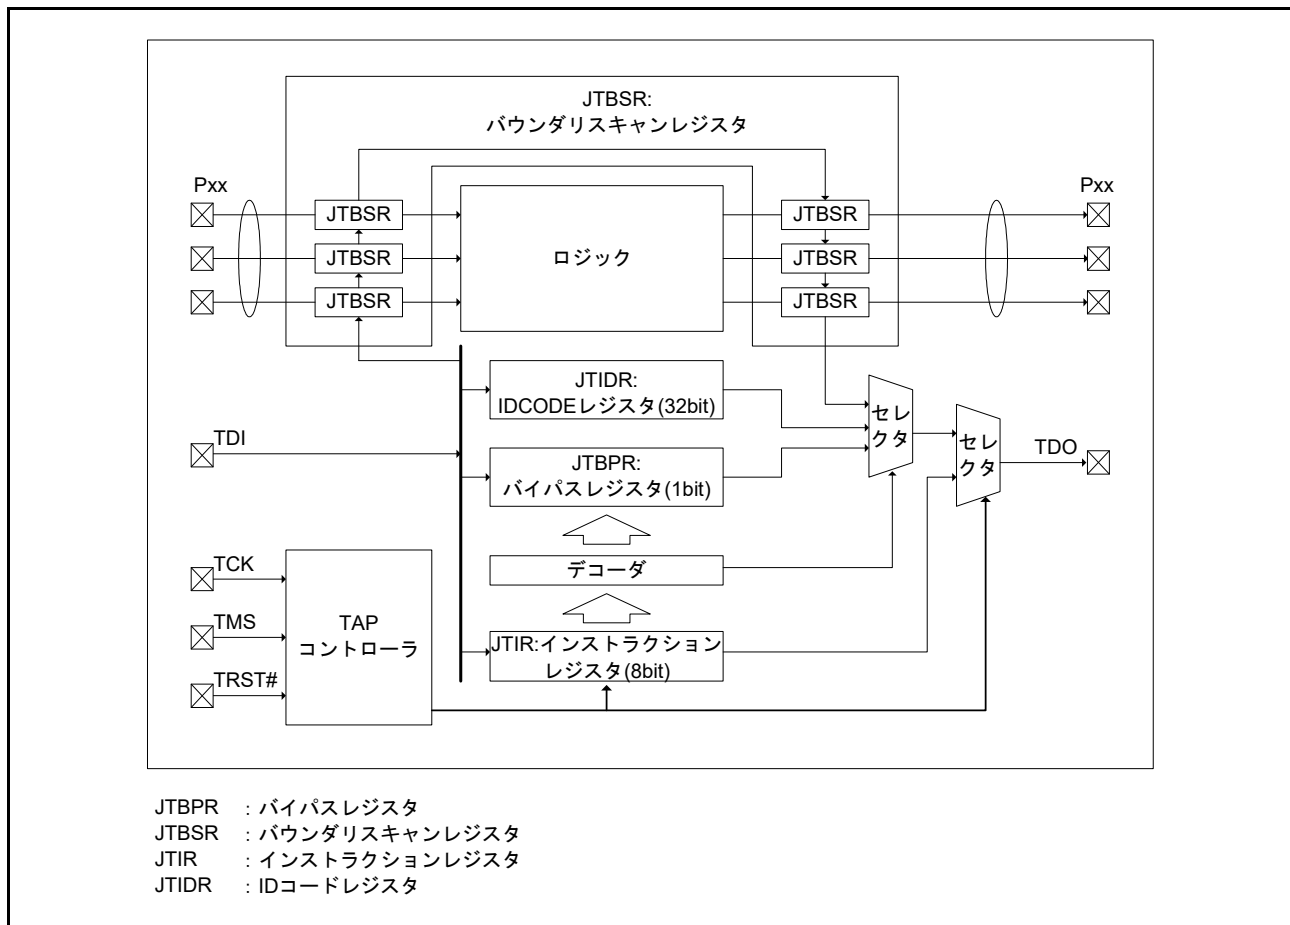 JTBSR:
バウンダリスキャンレジスタ
Pxx
Pxx
JTBSR
JTBSR
JTBSR
ロジック
JTBSR
JTBSR
JTBSR
JTIDR:
IDCODEレジスタ(32bit)
セレ
クタ
セレ
クタ
TDI
TDO
JTBPR:
バイパスレジスタ(1bit)
デコーダ
TCK
TMS
TRST#
TAP
コントローラ
JTIR:インストラクション
レジスタ(8bit)
JTBPR : バイパスレジスタ
JTBSR : バウンダリスキャンレジスタ
JTIR : インストラクションレジスタ
JTIDR : IDコードレジスタ